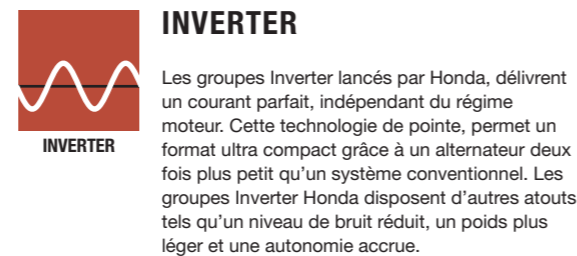 INVERTER
INVERTER
Les groupes Inverter lancés par Honda, délivrent
un courant parfait, indépendant du régime
moteur. Cette technologie de pointe, permet un
format ultra compact grâce à un alternateur deux
fois plus petit qu’un système conventionnel. Les
groupes Inverter Honda disposent d’autres atouts
tels qu’un niveau de bruit réduit, un poids plus
léger et une autonomie accrue.